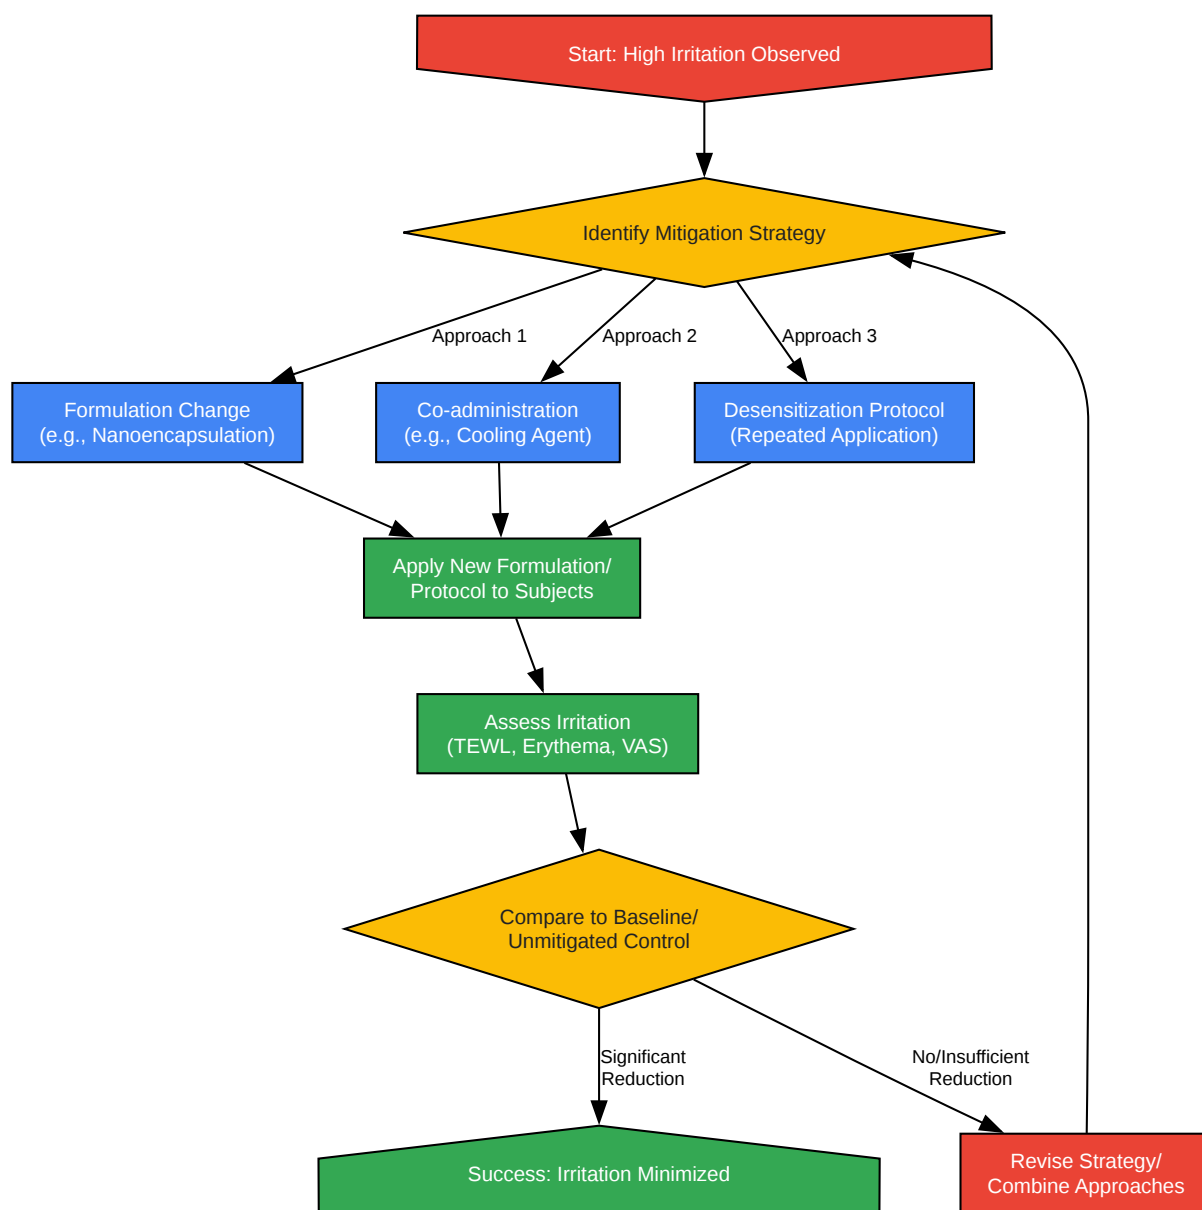 Start: High Irritation Observed
Identify Mitigation Strategy
Approach 1
Approach 2
Approach 3
Formulation Change
(e.g., Nanoencapsulation)
Co-administration
(e.g., Cooling Agent)
Desensitization Protocol
(Repeated Application)
Apply New Formulation/
Protocol to Subjects
Assess Irritation
(TEWL, Erythema, VAS)
Compare to Baseline/
Unmitigated Control
Significant
Reduction
No/Insufficient
Reduction
Success: Irritation Minimized
Revise Strategy/
Combine Approaches